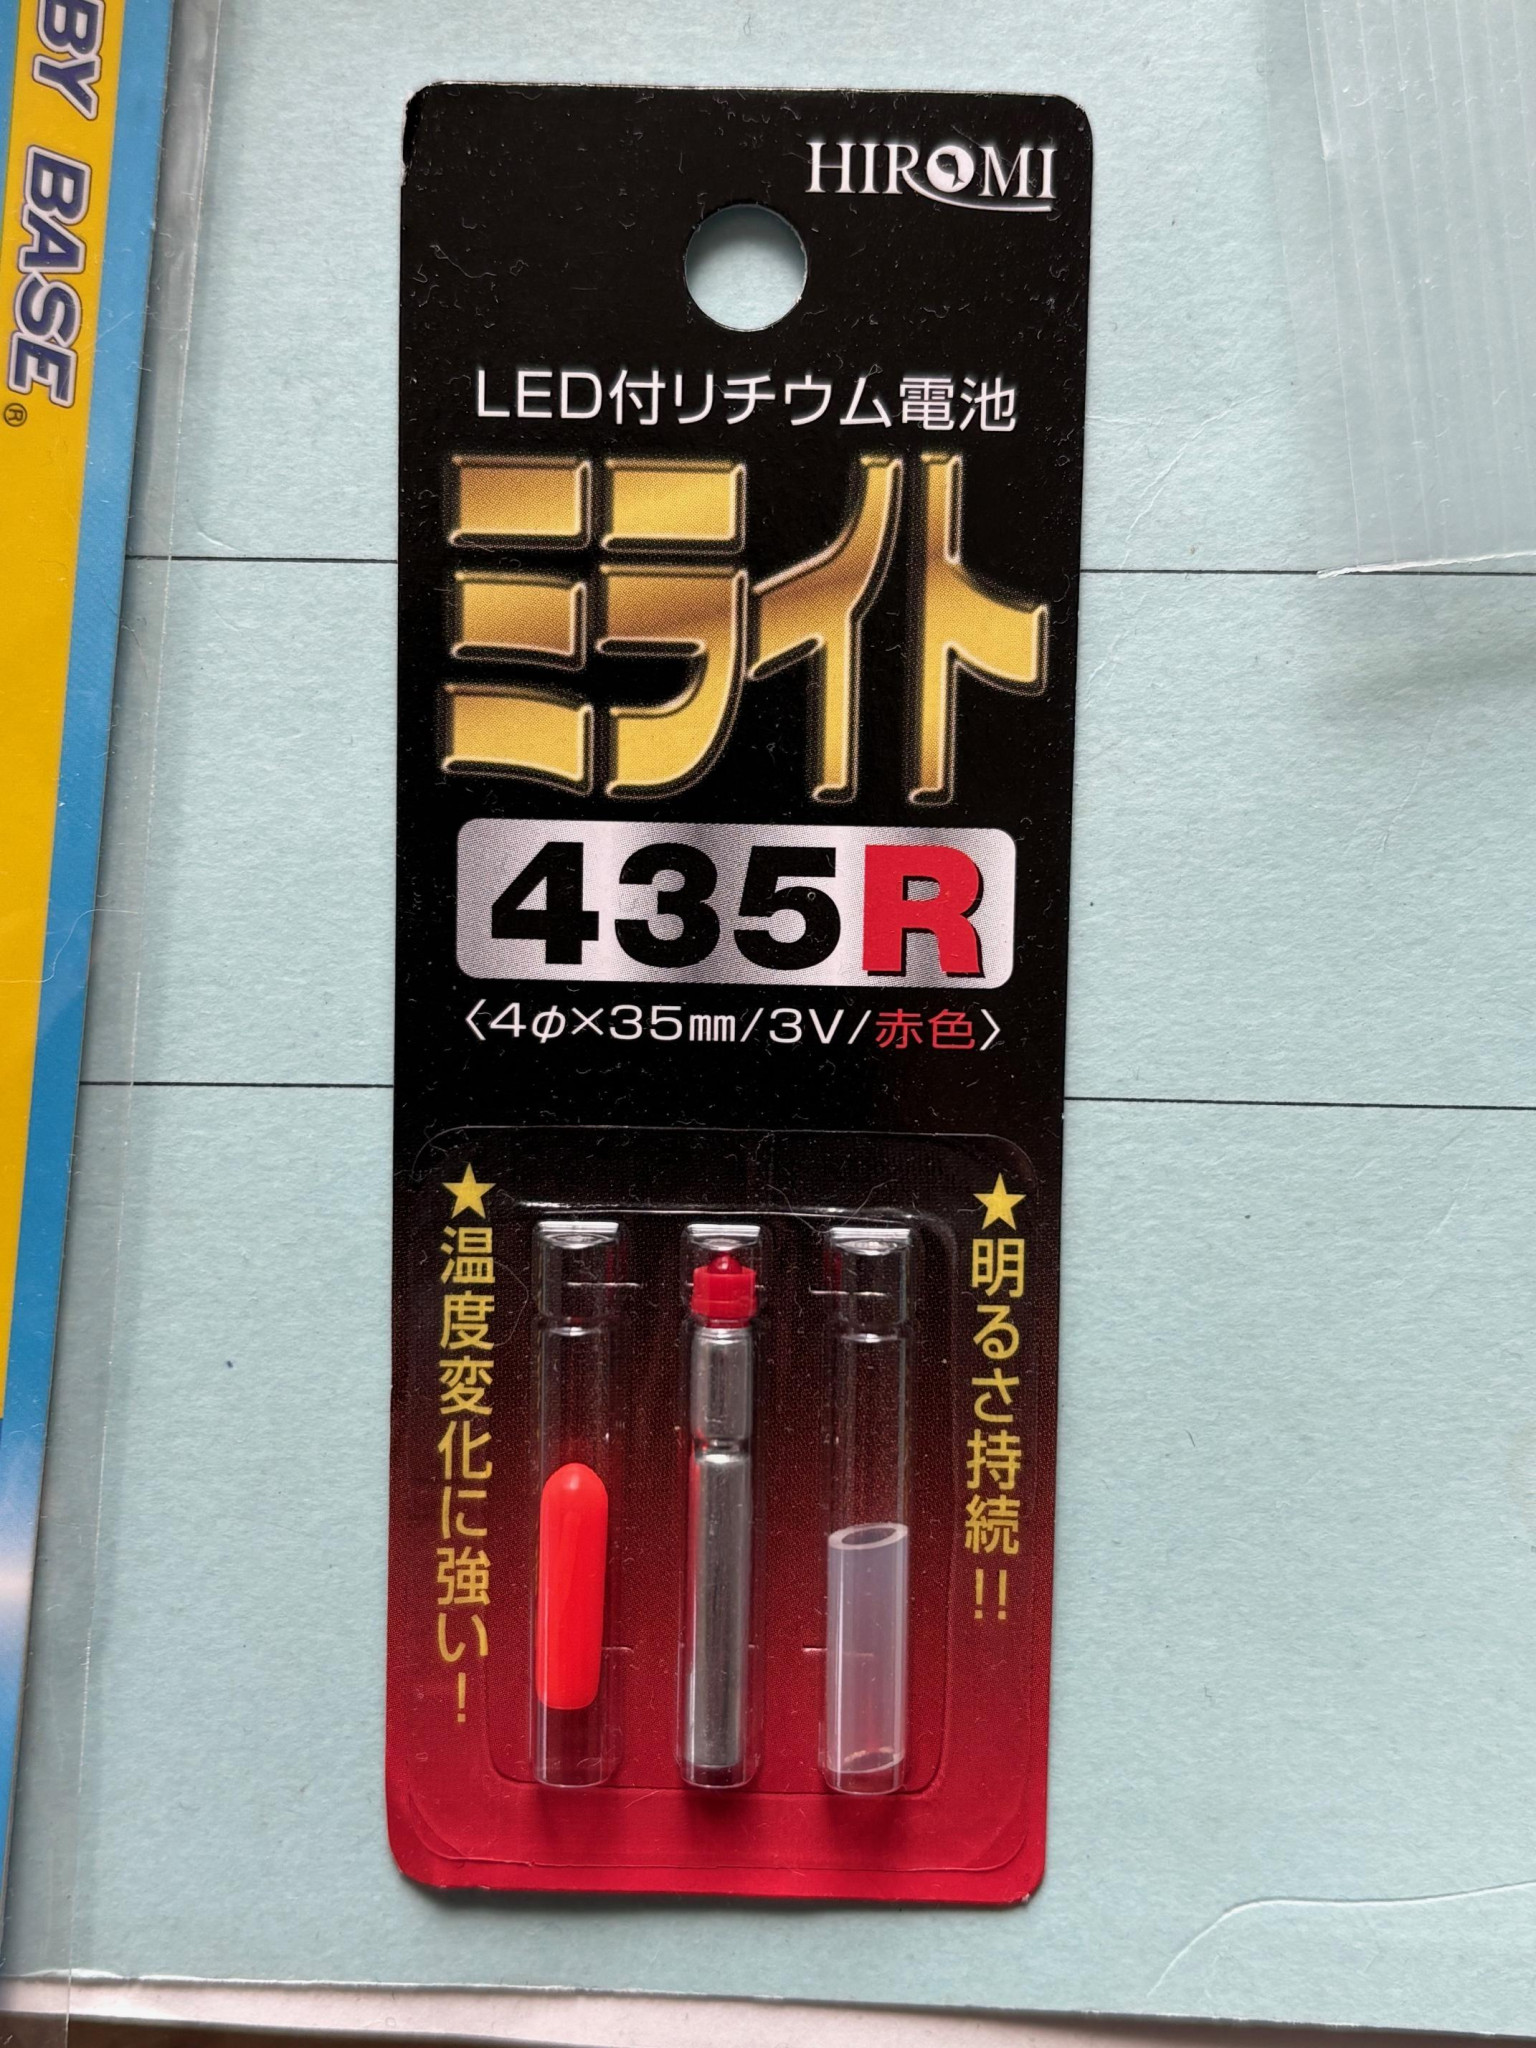 BY BASE®
HIROMI
LED付リチウム電池
ミライト
435R
〈4φ×35㎜/3V/赤色〉
★温度変化に強い！
★明るさ持続!!